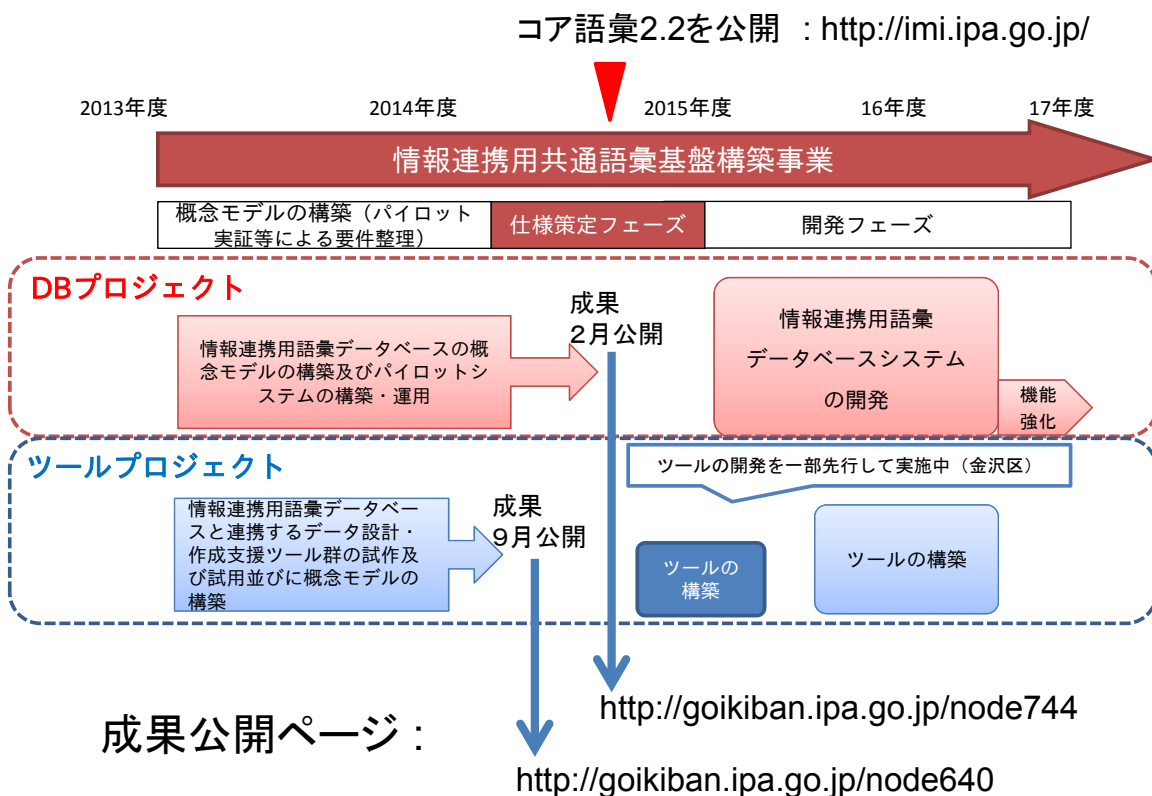 コア語彙2.2を公開 : http://imi.ipa.go.jp/
2013年度
2014年度
2015年度
16年度
17年度
情報連携用共通語彙基盤構築事業
概念モデルの構築（パイロット
実証等による要件整理）
仕様策定フェーズ
開発フェーズ
DBプロジェクト
情報連携用語彙データベースの概
念モデルの構築及びパイロットシ
ステムの構築・運用
成果
2月公開
情報連携用語彙
データベースシステム
の開発
機能
強化
ツールプロジェクト
情報連携用語彙データベー
スと連携するデータ設計・
作成支援ツール群の試作及
び試用並びに概念モデルの
構築
成果
9月公開
ツールの開発を一部先行して実施中（金沢区）
ツールの
構築
ツールの構築
成果公開ページ :
http://goikiban.ipa.go.jp/node744
http://goikiban.ipa.go.jp/node640